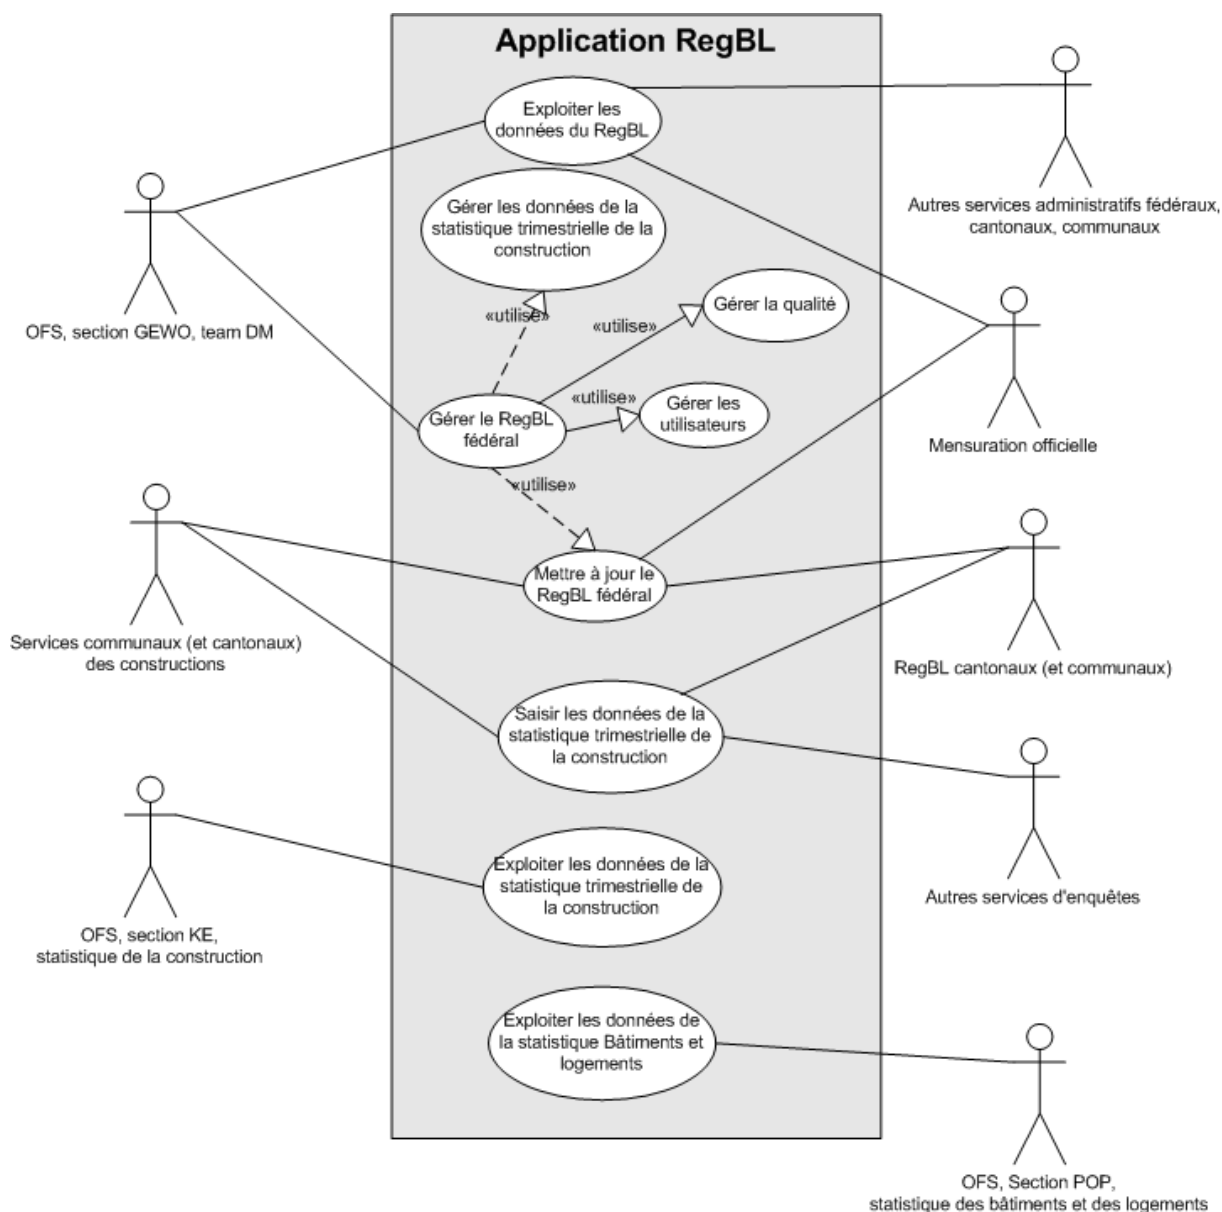 Application RegBL
Exploiter les
données du RegBL
Autres services administratifs fédéraux,
cantonaux, communaux
Gérer les données de la
statistique trimestrielle de la
construction
OFS, section GEWO, team DM
Gérer la qualité
«utilise»
«utilise»
«utilise»
Gérer les
utilisateurs
Gérer le RegBL
fédéral
Mensuration officielle
«utilise»
Mettre à jour le
RegBL fédéral
Services communaux (et cantonaux)
des constructions
RegBL cantonaux (et communaux)
Saisir les données de la
statistique trimestrielle de
la construction
Exploiter les données de la
statistique trimestrielle de
la construction
Autres services d'enquêtes
OFS, section KE,
statistique de la construction
Exploiter les données de
la statistique Bâtiments et
logements
OFS, Section POP,
statistique des bâtiments et des logements